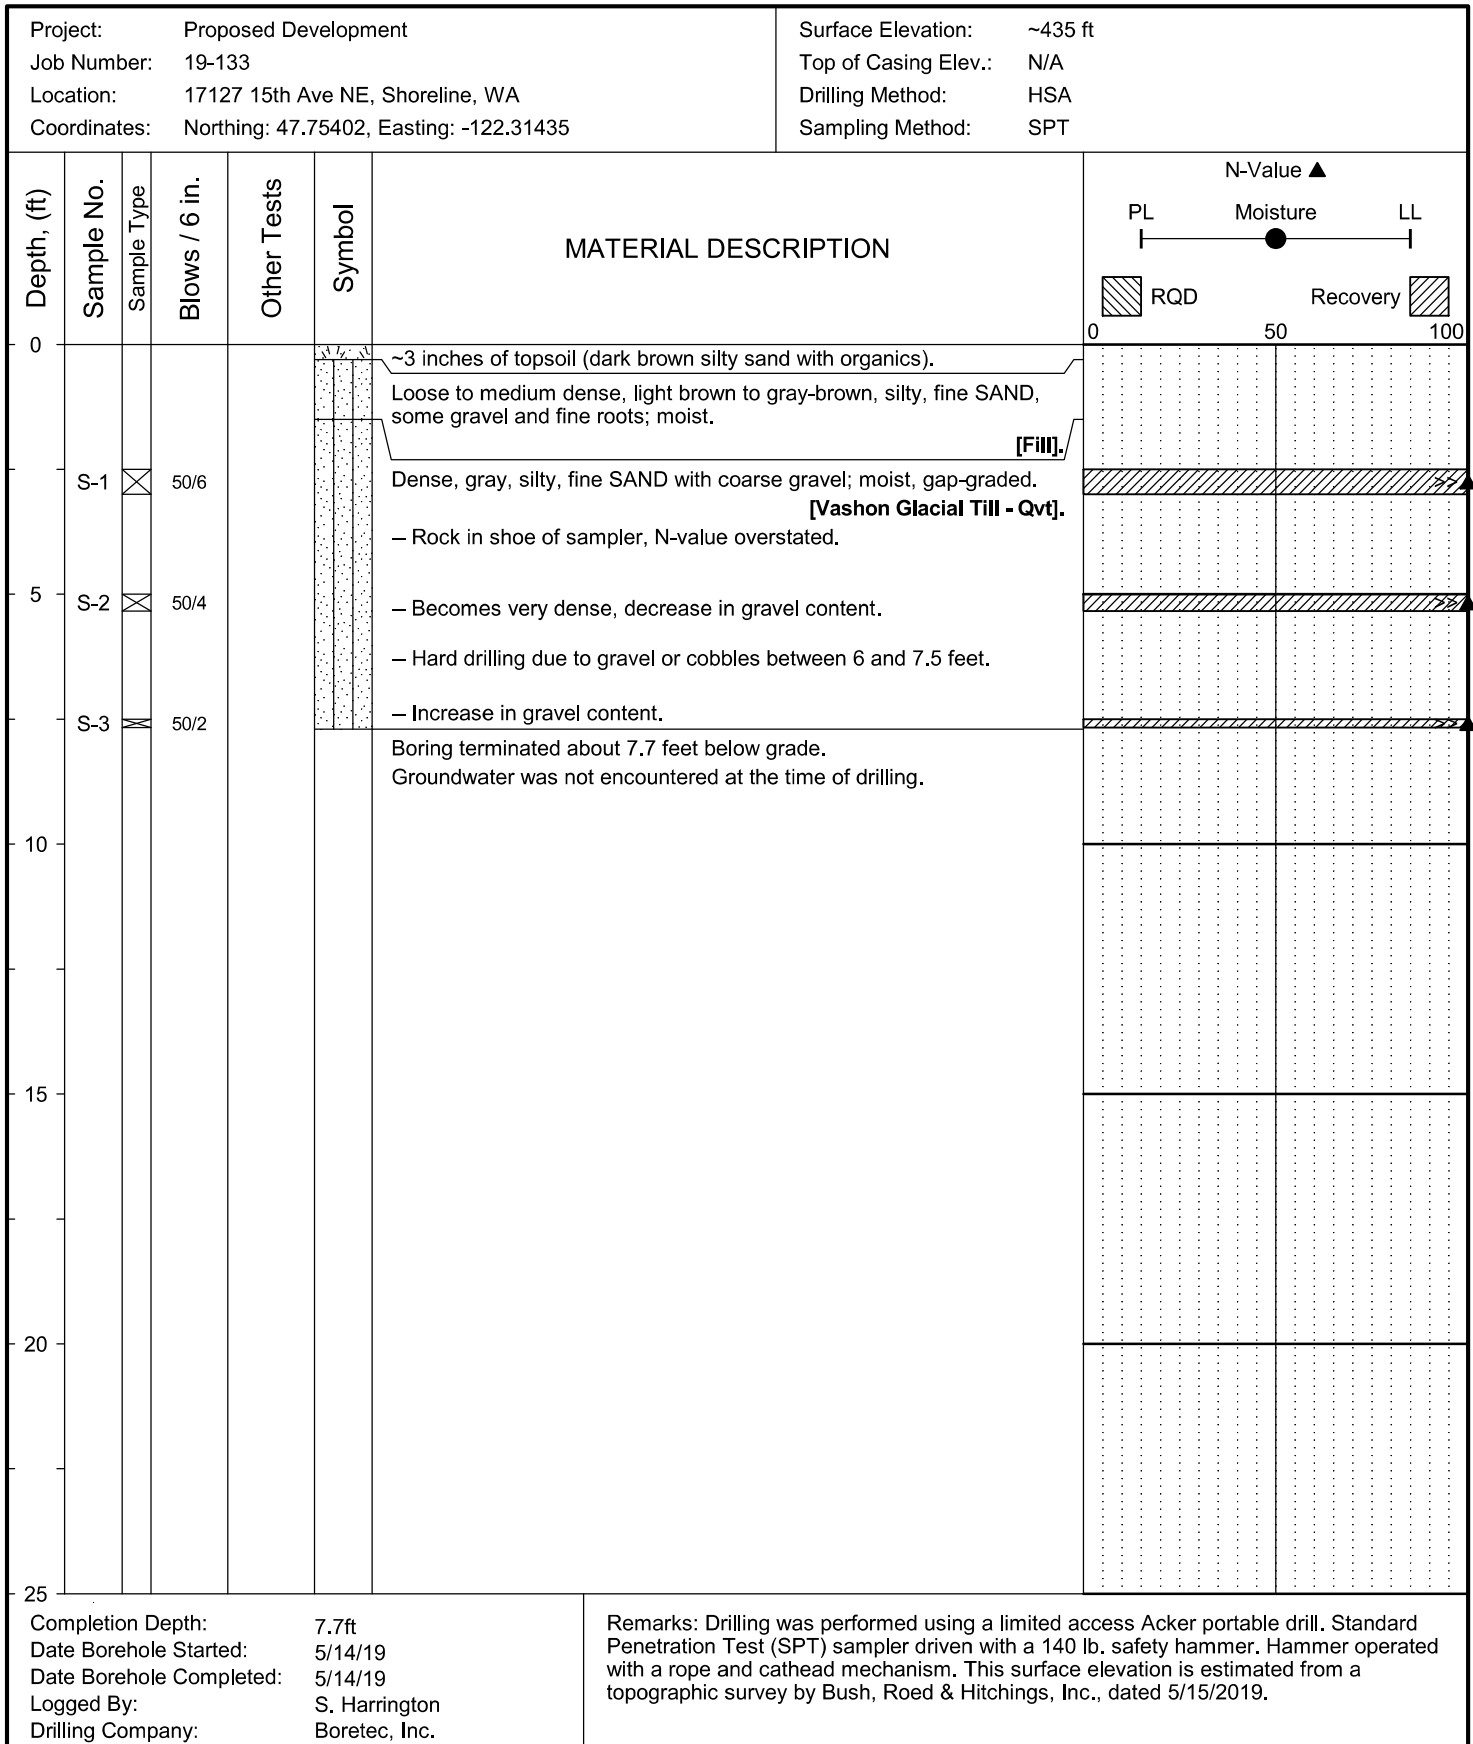 Project: Proposed Development
Job Number: 19-133
Location: 17127 15th Ave NE, Shoreline, WA
Coordinates: Northing: 47.75402, Easting: -122.31435
Surface Elevation: ~435 ft
Top of Casing Elev.: N/A
Drilling Method: HSA
Sampling Method: SPT
Depth, (ft)
Sample No.
Sample Type
Blows / 6 in.
Other Tests
Symbol
MATERIAL DESCRIPTION
N-Value ▲
PL Moisture LL
RQD Recovery
0 50 100
0
~3 inches of topsoil (dark brown silty sand with organics).
Loose to medium dense, light brown to gray-brown, silty, fine SAND,
some gravel and fine roots; moist.
[Fill].
S-1 50/6 Dense, gray, silty, fine SAND with coarse gravel; moist, gap-graded. >>
[Vashon Glacial Till - Qvt].
– Rock in shoe of sampler, N-value overstated.
5 S-2 50/4 – Becomes very dense, decrease in gravel content. >>
– Hard drilling due to gravel or cobbles between 6 and 7.5 feet.
S-3 50/2 – Increase in gravel content. >>
Boring terminated about 7.7 feet below grade.
Groundwater was not encountered at the time of drilling.
10
15
20
25
Completion Depth: 7.7ft
Date Borehole Started: 5/14/19
Date Borehole Completed: 5/14/19
Logged By: S. Harrington
Drilling Company: Boretec, Inc.
Remarks: Drilling was performed using a limited access Acker portable drill. Standard
Penetration Test (SPT) sampler driven with a 140 lb. safety hammer. Hammer operated
with a rope and cathead mechanism. This surface elevation is estimated from a
topographic survey by Bush, Roed & Hitchings, Inc., dated 5/15/2019.